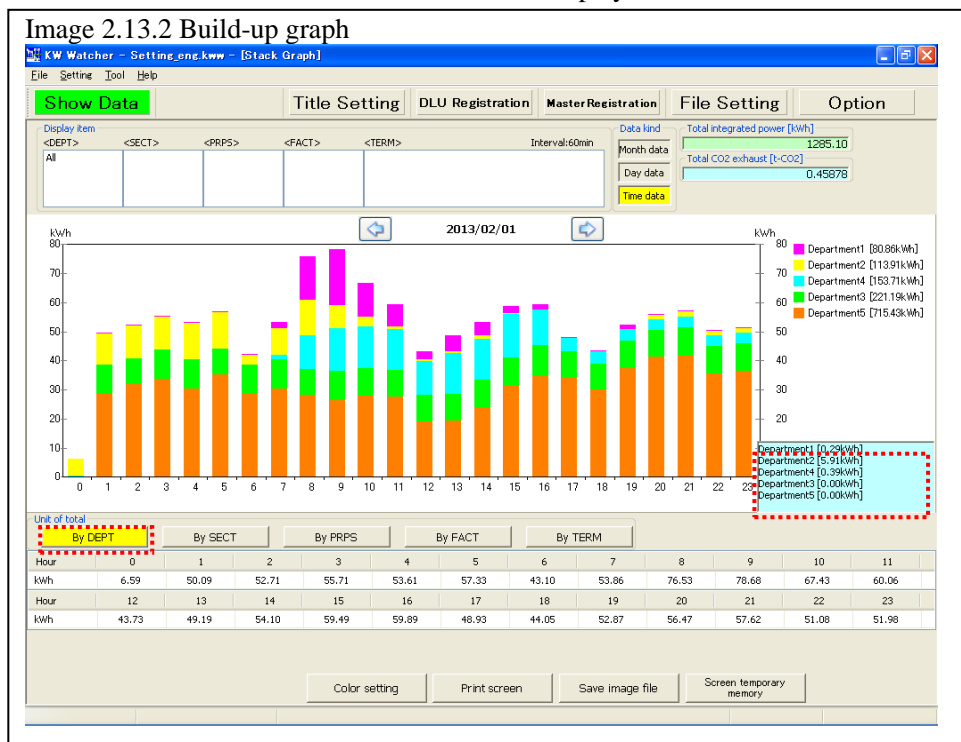 Image 2.13.2 Build-up graph
KW Watcher - Setting_eng.kww - [Stack Graph]
File Setting Tool Help
Show Data Title Setting DLU Registration Master Registration File Setting Option
Display item
<DEPT> <SECT> <PRPS> <FACT> <TERM> Interval:60min
All
Data kind
Month data
Day data
Time data
Total integrated power [kWh]
1285.10
Total CO2 exhaust [t-CO2]
0.45878
2013/02/01
kWh
80
70
60
50
40
30
20
10
0
0 1 2 3 4 5 6 7 8 9 10 11 12 13 14 15 16 17 18 19 20 21 22 23
kWh
80
70
60
50
40
30
20
Department1 [80.86kWh]
Department2 [113.91kWh]
Department4 [153.71kWh]
Department3 [221.19kWh]
Department5 [715.43kWh]
Department1 [0.29kWh]
Department2 [5.91kWh]
Department4 [0.39kWh]
Department3 [0.00kWh]
Department5 [0.00kWh]
Unit of total
By DEPT By SECT By PRPS By FACT By TERM
Hour 0 1 2 3 4 5 6 7 8 9 10 11
kWh 6.59 50.09 52.71 55.71 53.61 57.33 43.10 53.86 76.53 78.68 67.43 60.06
Hour 12 13 14 15 16 17 18 19 20 21 22 23
kWh 43.73 49.19 54.10 59.49 59.89 48.93 44.05 52.87 56.47 57.62 51.08 51.98
Color setting Print screen Save image file Screen temporary
memory